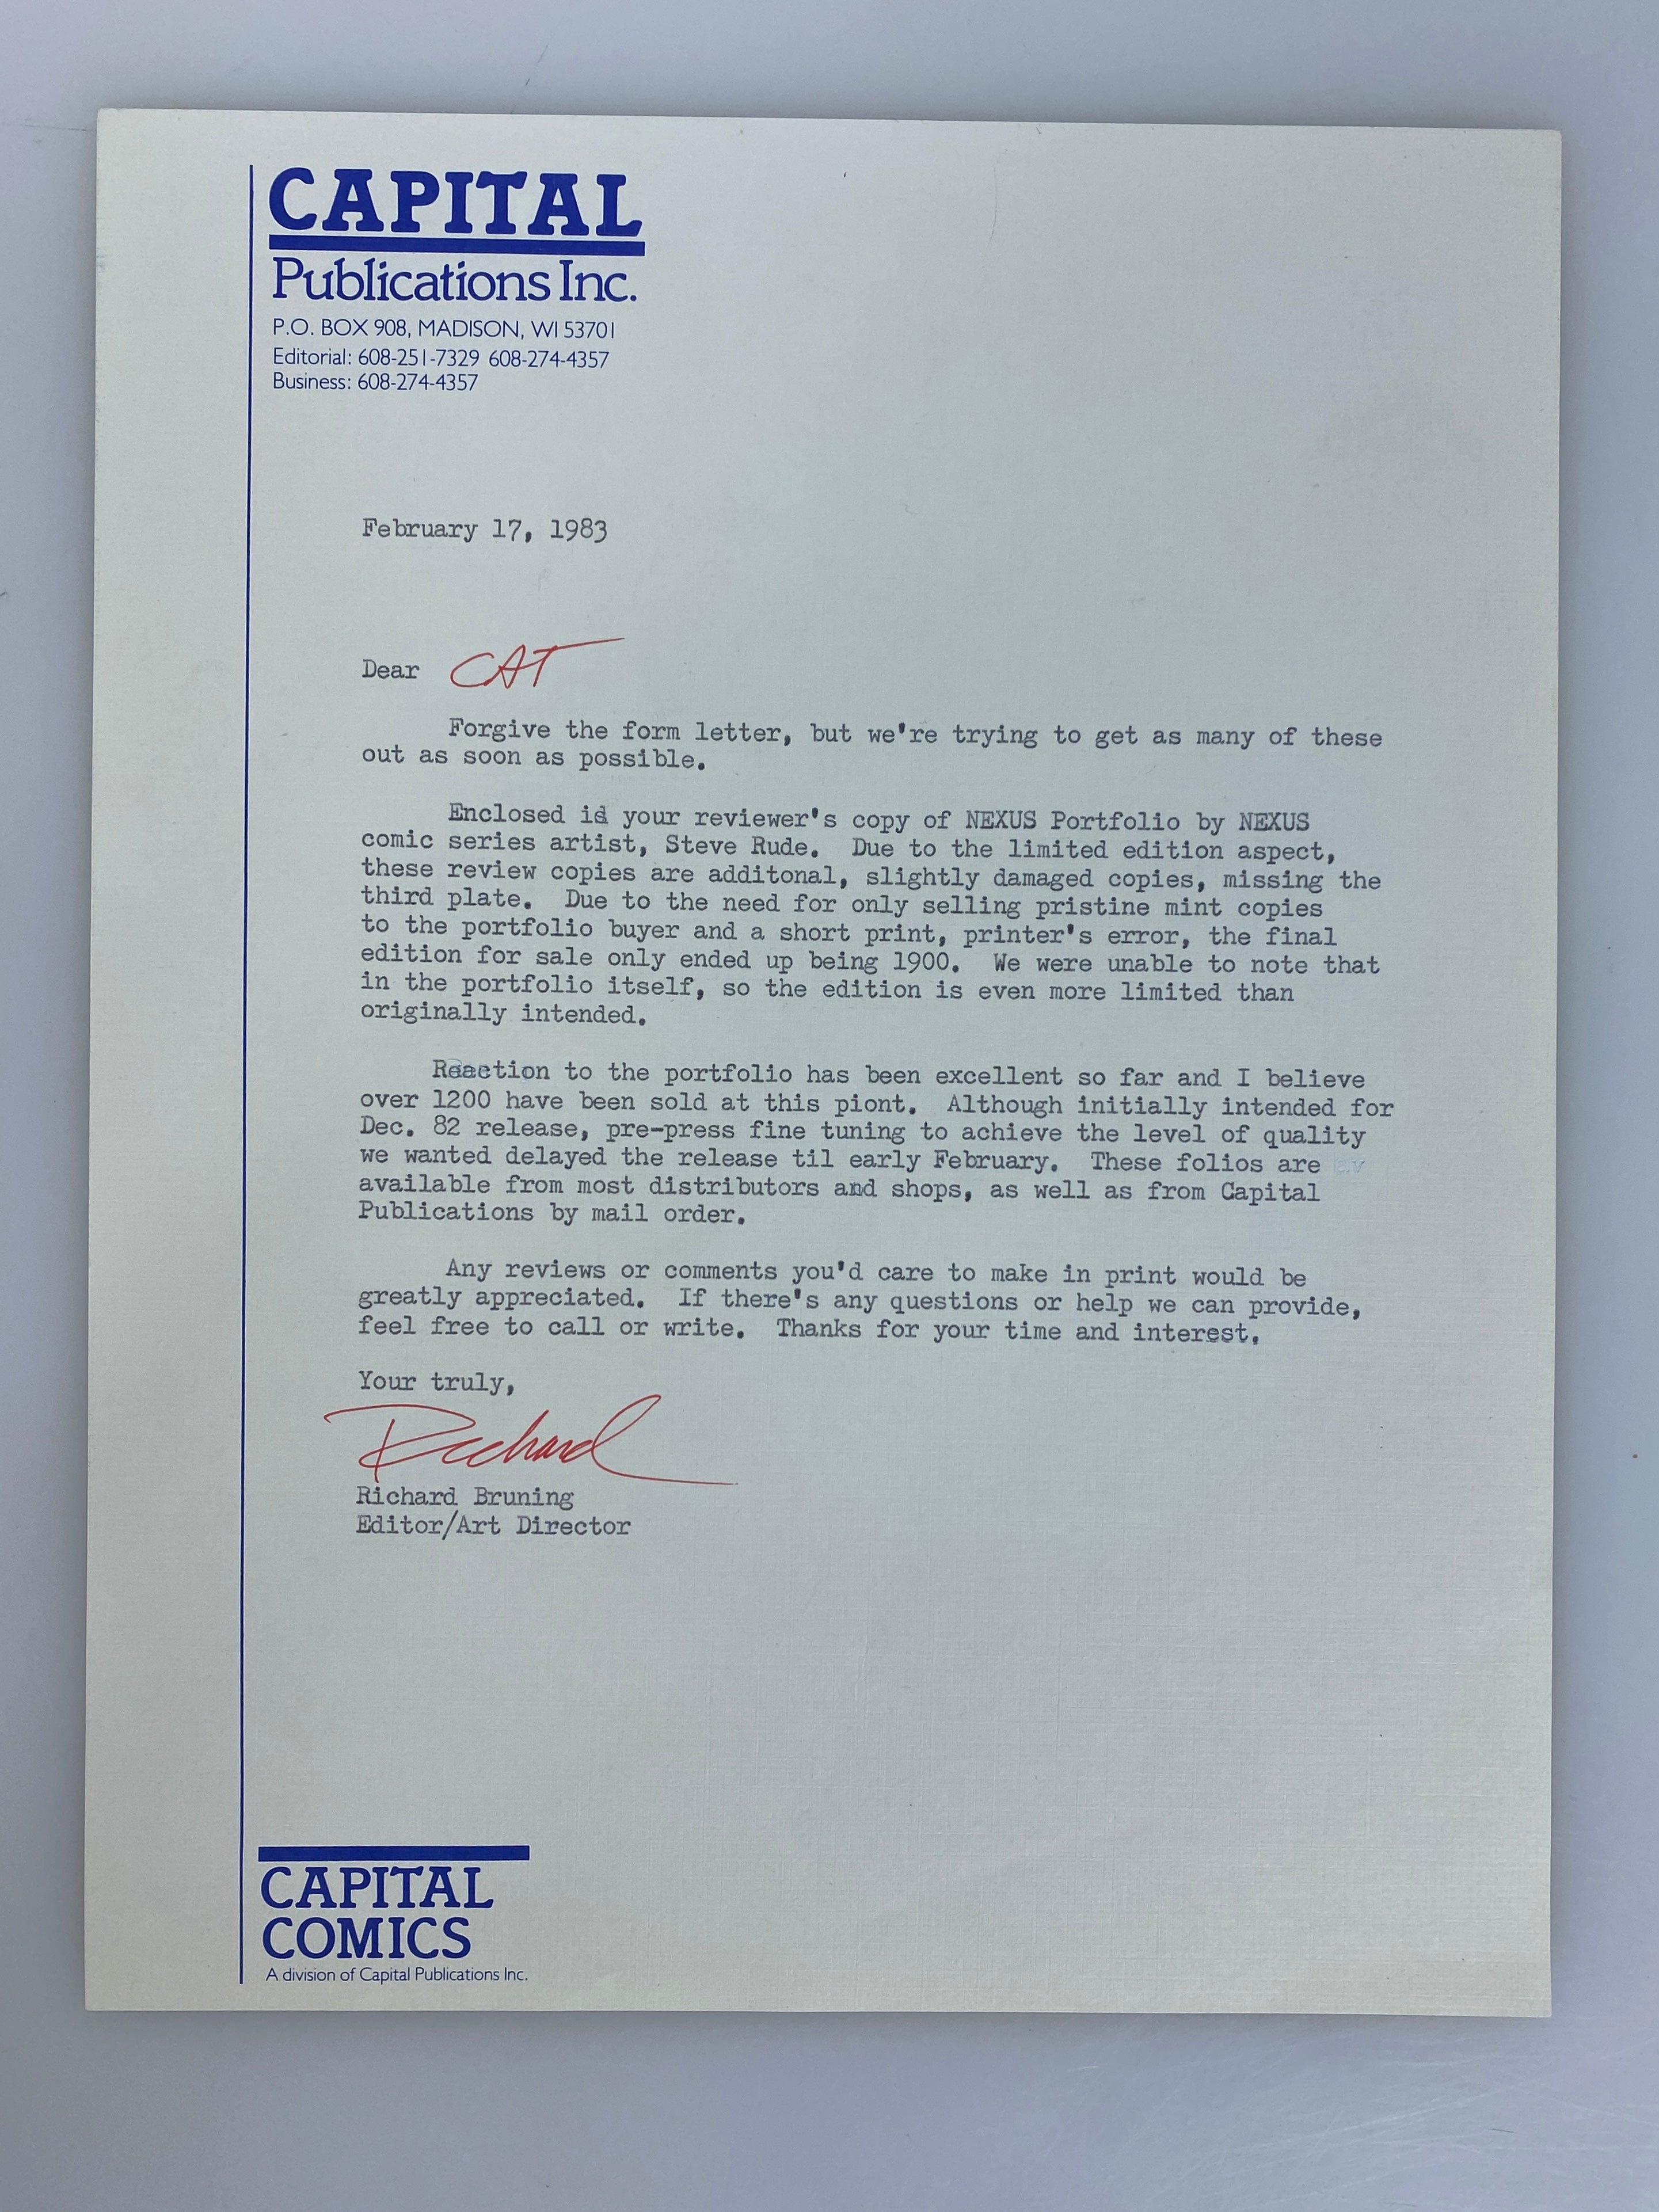 CAPITAL
Publications Inc.
P.O. BOX 908, MADISON, WI 53701
Editorial: 608-251-7329 608-274-4357
Business: 608-274-4357
February 17, 1983
Dear CAT
Forgive the form letter, but we're trying to get as many of these
out as soon as possible.
Enclosed id your reviewer's copy of NEXUS Portfolio by NEXUS
comic series artist, Steve Rude. Due to the limited edition aspect,
these review copies are additonal, slightly damaged copies, missing the
third plate. Due to the need for only selling pristine mint copies
to the portfolio buyer and a short print, printer's error, the final
edition for sale only ended up being 1900. We were unable to note that
in the portfolio itself, so the edition is even more limited than
originally intended.
Reaction to the portfolio has been excellent so far and I believe
over 1200 have been sold at this piont. Although initially intended for
Dec. 82 release, pre-press fine tuning to achieve the level of quality
we wanted delayed the release til early February. These folios are
available from most distributors and shops, as well as from Capital
Publications by mail order.
Any reviews or comments you'd care to make in print would be
greatly appreciated. If there's any questions or help we can provide,
feel free to call or write. Thanks for your time and interest.
Your truly,
Richard
Richard Bruning
Editor/Art Director
CAPITAL
COMICS
A division of Capital Publications Inc.